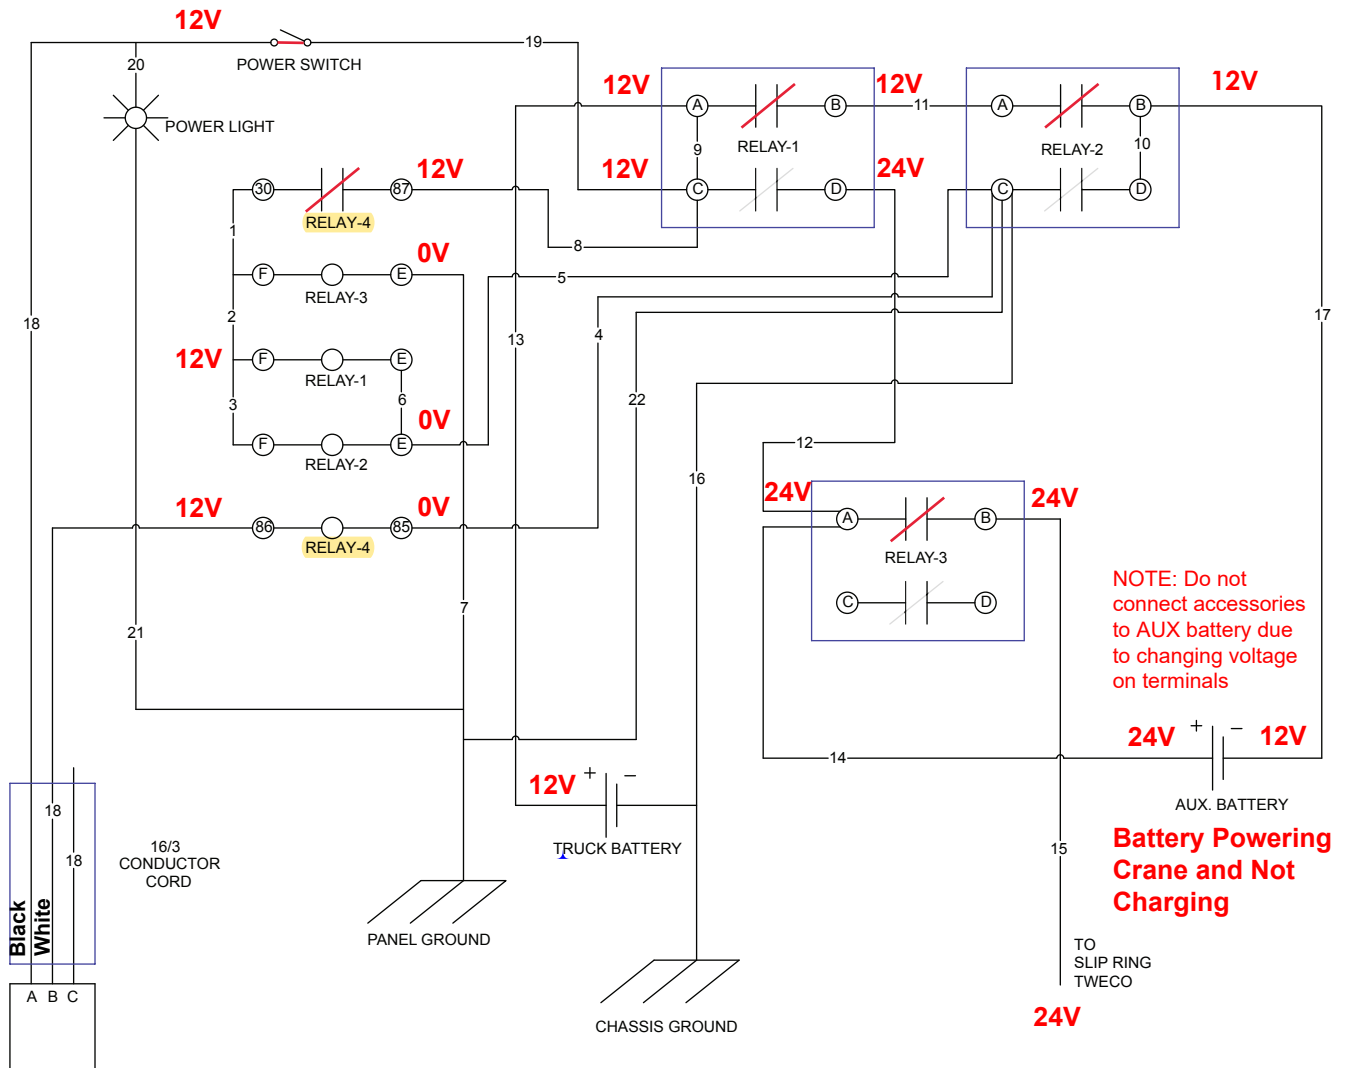 12V
19
20
POWER SWITCH
POWER LIGHT
12V
A
B
12V
11
A
B
12V
RELAY-1
9
RELAY-2
10
12V
C
24V
D
C
D
30
87
12V
RELAY-4
1
8
F
E
0V
RELAY-3
5
2
18
13
4
17
12V
F
E
RELAY-1
3
6
22
F
E
0V
RELAY-2
12
16
24V
24V
12V
86
85
0V
RELAY-4
A
B
RELAY-3
C
D
7
21
NOTE: Do not
connect accessories
to AUX battery due
to changing voltage
on terminals
24V
+
−
12V
14
12V
+
−
AUX. BATTERY
TRUCK BATTERY
15
Battery Powering
Crane and Not
Charging
18
18
16/3
CONDUCTOR
CORD
Black
White
PANEL GROUND
TO
SLIP RING
TWECO
24V
A B C
CHASSIS GROUND